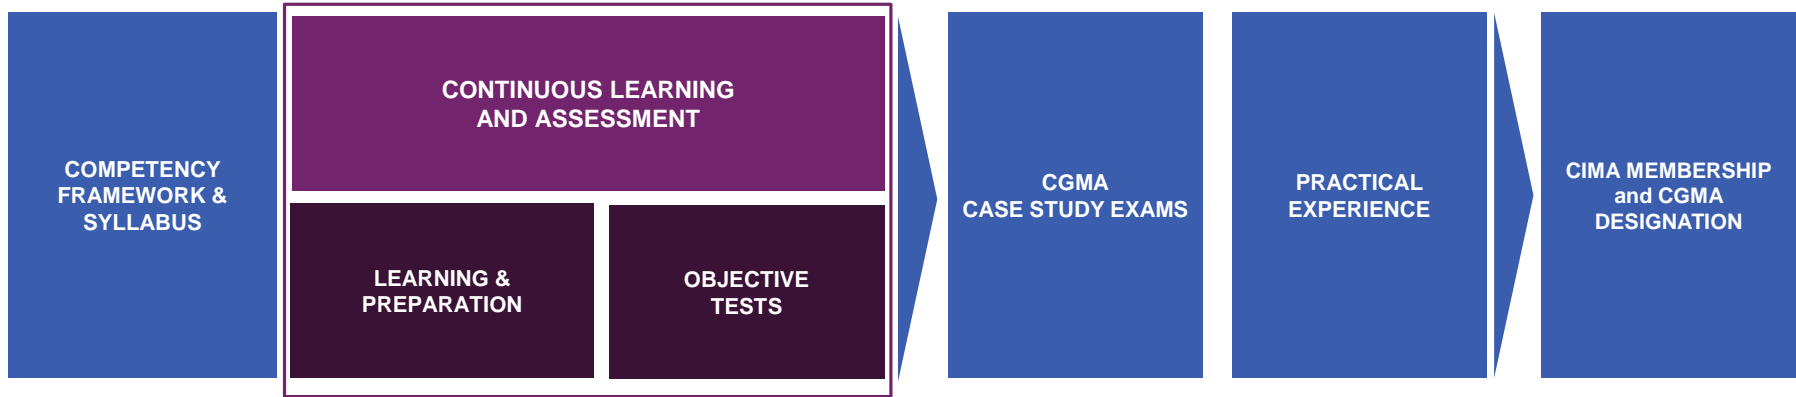 COMPETENCY
FRAMEWORK &
SYLLABUS
CONTINUOUS LEARNING
AND ASSESSMENT
LEARNING &
PREPARATION
OBJECTIVE
TESTS
CGMA
CASE STUDY EXAMS
PRACTICAL
EXPERIENCE
CIMA MEMBERSHIP
and CGMA
DESIGNATION